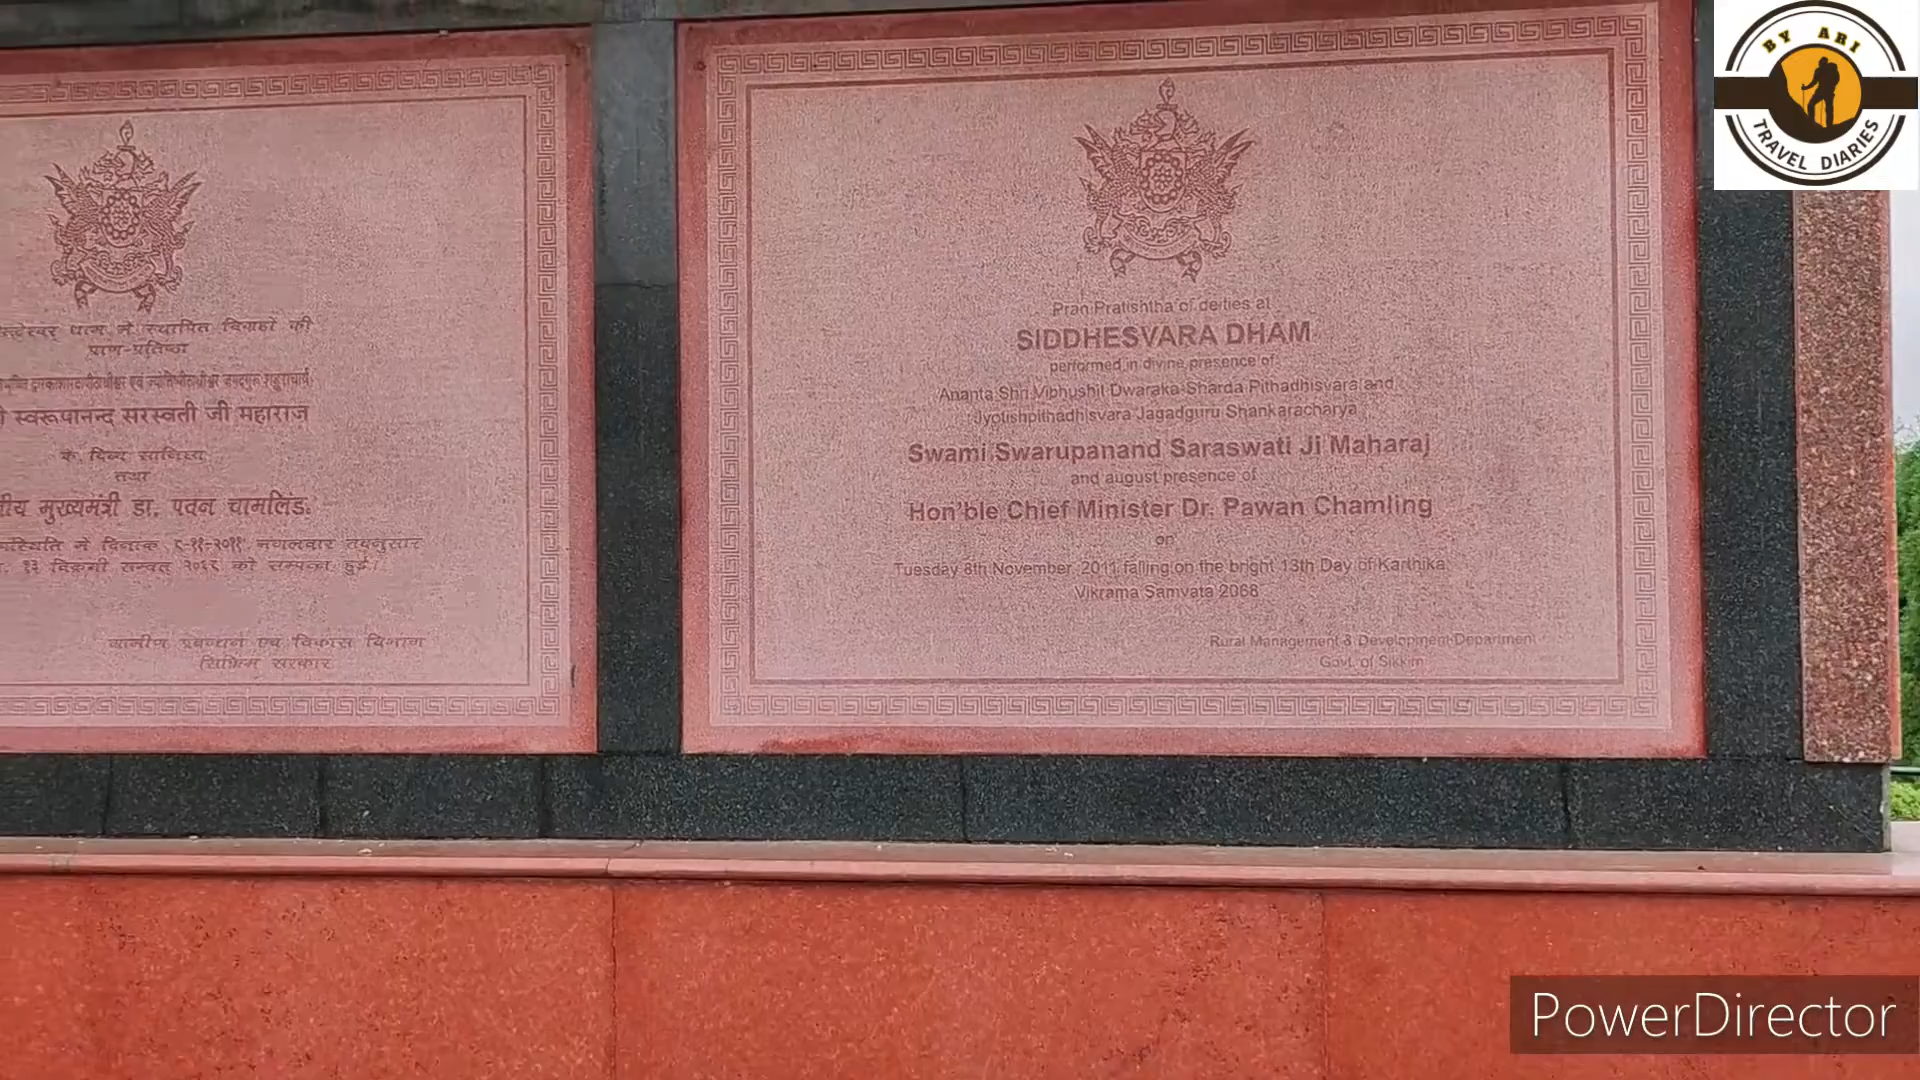 प्राण-प्रतिष्ठा
स्वरूपानन्द सरस्वती जी महाराज
के दिव्य सानिध्य
तथा
मुख्यमंत्री डा. पवन चामलिंङ
ग्रामीण प्रबन्धन एवं विकास विभाग
सिक्किम सरकार
Pran Pratishtha of deities at
SIDDHESVARA DHAM
performed in divine presence of
Ananta Shri Vibhushit Dwaraka-Sharda Pithadhisvara and
Jyotishpithadhisvara Jagadguru Shankaracharya
Swami Swarupanand Saraswati Ji Maharaj
and august presence of
Hon'ble Chief Minister Dr. Pawan Chamling
on
Tuesday 8th November, 2011 falling on the bright 13th Day of Karthika
Vikrama Samvata 2068
Rural Management & Development Department
Govt. of Sikkim
BY ARI
TRAVEL DIARIES
PowerDirector